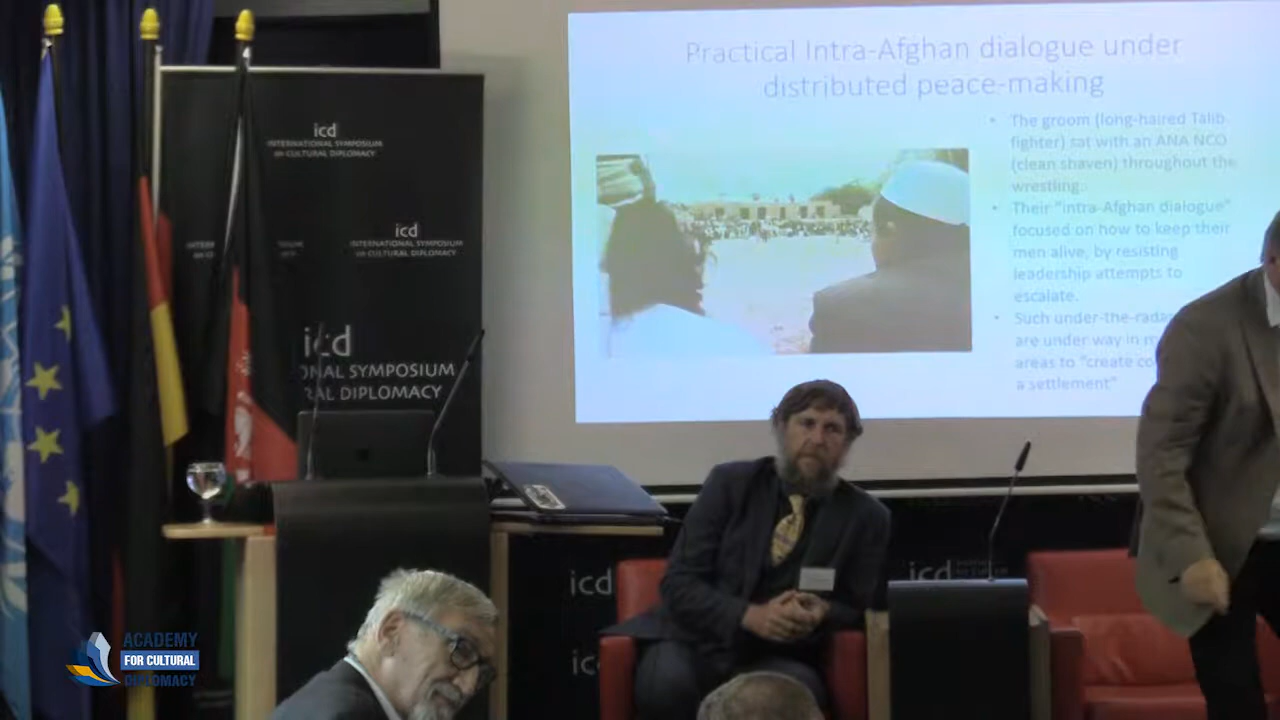 Practical Intra-Afghan dialogue under
distributed peace-making
• The groom (long-haired Talib
fighter) sat with an ANA NCO
(clean shaven) throughout the
wrestling.
• Their "intra-Afghan dialogue"
focused on how to keep their
men alive, by resisting
leadership attempts to
escalate.
• Such under-the-radar
are under way in
areas to "create
a settlement"
icd
INTERNATIONAL SYMPOSIUM
ON CULTURAL DIPLOMACY
icd
INTERNATIONAL SYMPOSIUM
ON CULTURAL DIPLOMACY
icd
ONAL SYMPOSIUM
RAL DIPLOMACY
icd
icd
ic
ACADEMY
FOR CULTURAL
DIPLOMACY